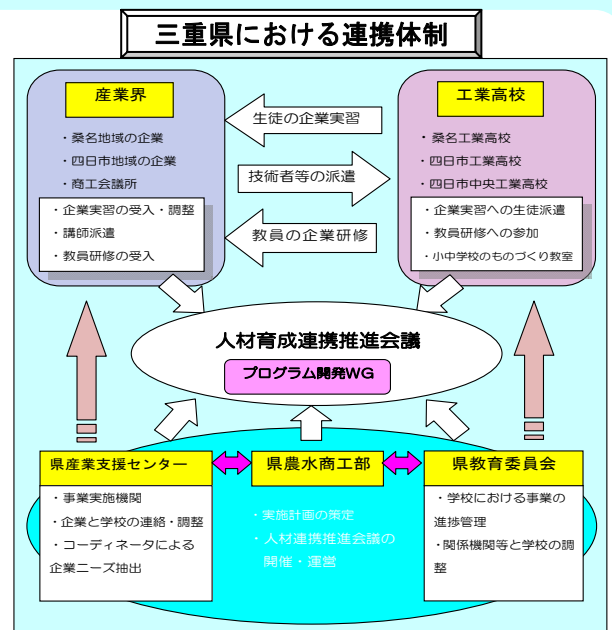 三重県における連携体制
産業界
・桑名地域の企業
・四日市地域の企業
・商工会議所
・企業実習の受入・調整
・講師派遣
・教員研修の受入
生徒の企業実習
技術者等の派遣
教員の企業研修
工業高校
・桑名工業高校
・四日市工業高校
・四日市中央工業高校
・企業実習への生徒派遣
・教員研修への参加
・小中学校のものづくり教室
人材育成連携推進会議
プログラム開発WG
県産業支援センター
・事業実施機関
・企業と学校の連絡・調整
・コーディネータによる
企業ニーズ抽出
県農水商工部
・実施計画の策定
・人材連携推進会議の
開催・運営
県教育委員会
・学校における事業の
進捗管理
・関係機関等と学校の調
整